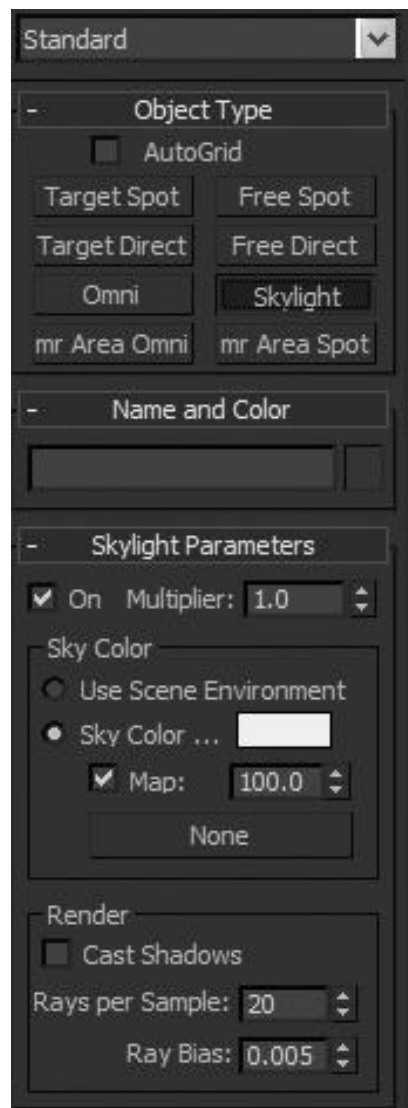 Standard
- Object Type
AutoGrid
Target Spot Free Spot
Target Direct Free Direct
Omni Skylight
mr Area Omni mr Area Spot
- Name and Color
- Skylight Parameters
On Multiplier: 1.0
Sky Color
Use Scene Environment
Sky Color ...
Map: 100.0
None
Render
Cast Shadows
Rays per Sample: 20
Ray Bias: 0.005